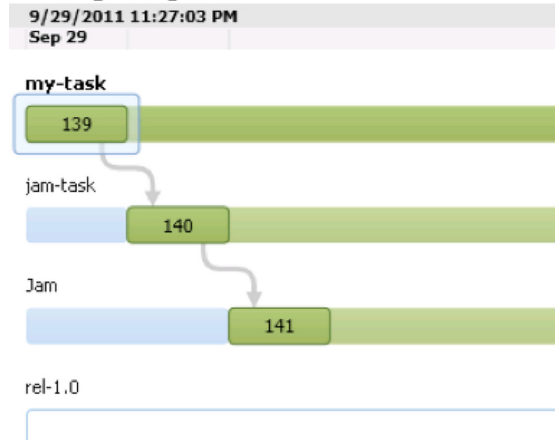 9/29/2011 11:27:03 PM
Sep 29
my-task
139
jam-task
140
Jam
141
rel-1.0